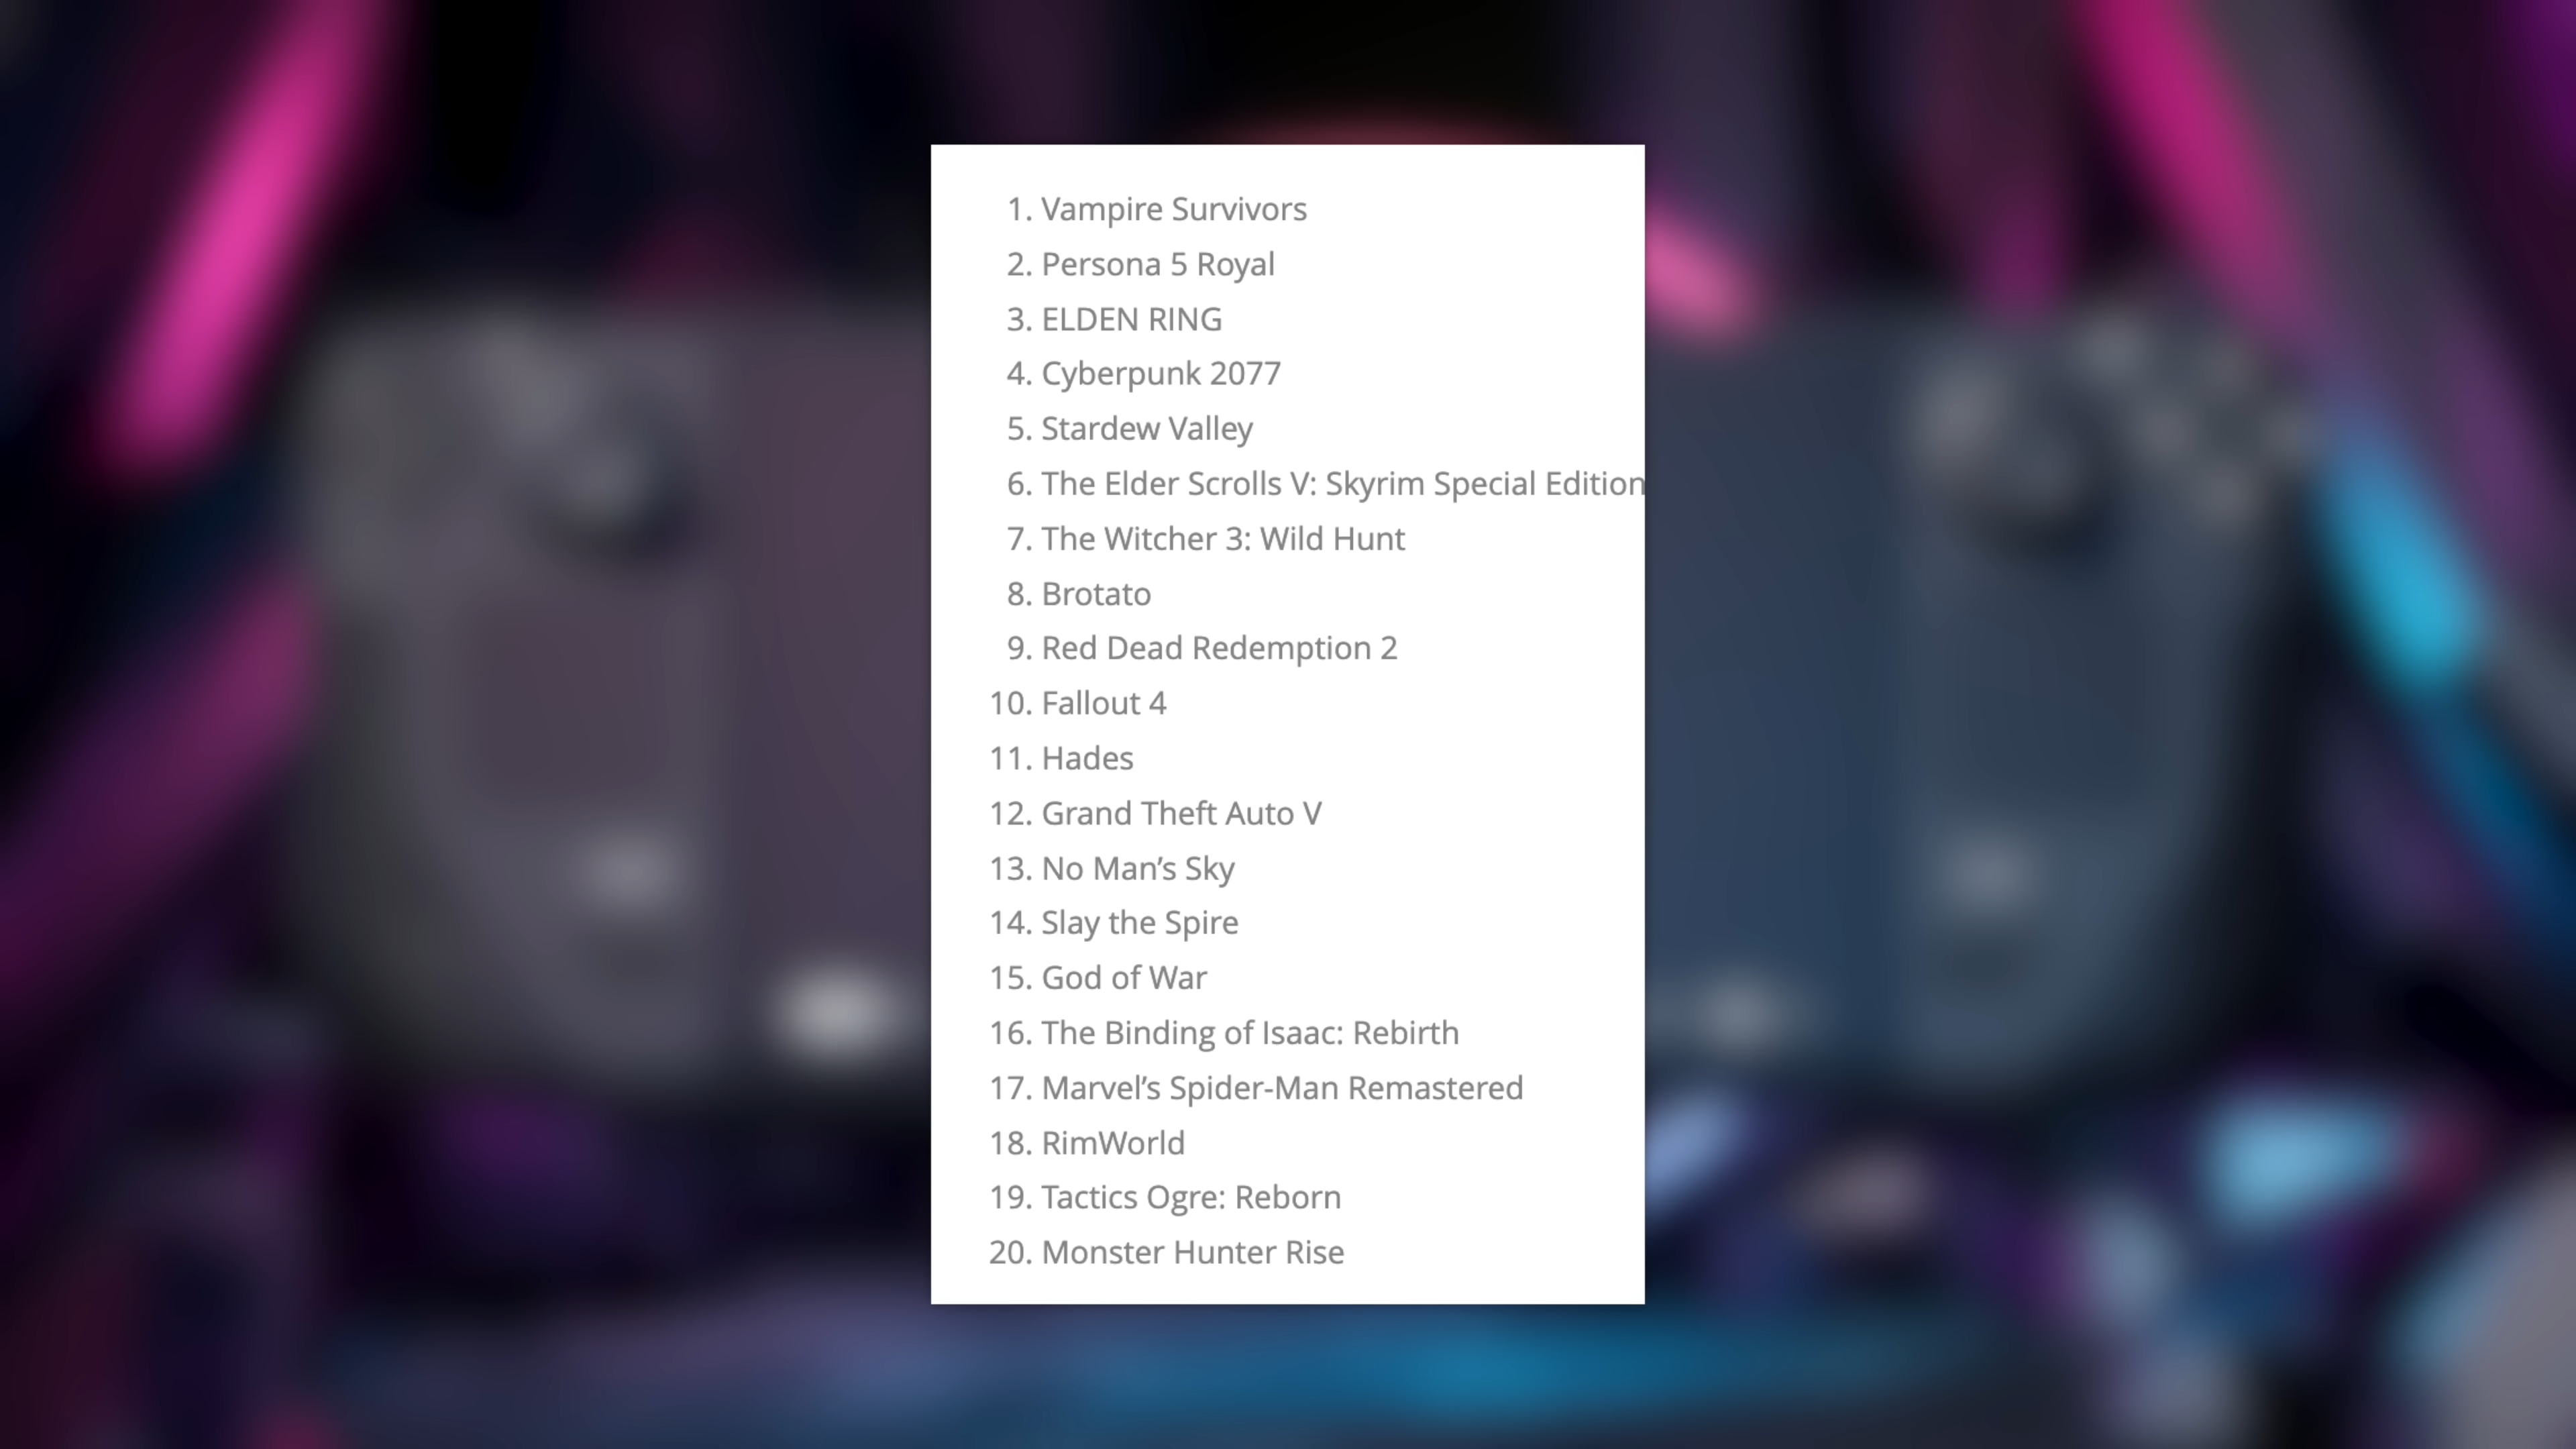 1. Vampire Survivors
2. Persona 5 Royal
3. ELDEN RING
4. Cyberpunk 2077
5. Stardew Valley
6. The Elder Scrolls V: Skyrim Special Edition
7. The Witcher 3: Wild Hunt
8. Brotato
9. Red Dead Redemption 2
10. Fallout 4
11. Hades
12. Grand Theft Auto V
13. No Man’s Sky
14. Slay the Spire
15. God of War
16. The Binding of Isaac: Rebirth
17. Marvel’s Spider-Man Remastered
18. RimWorld
19. Tactics Ogre: Reborn
20. Monster Hunter Rise